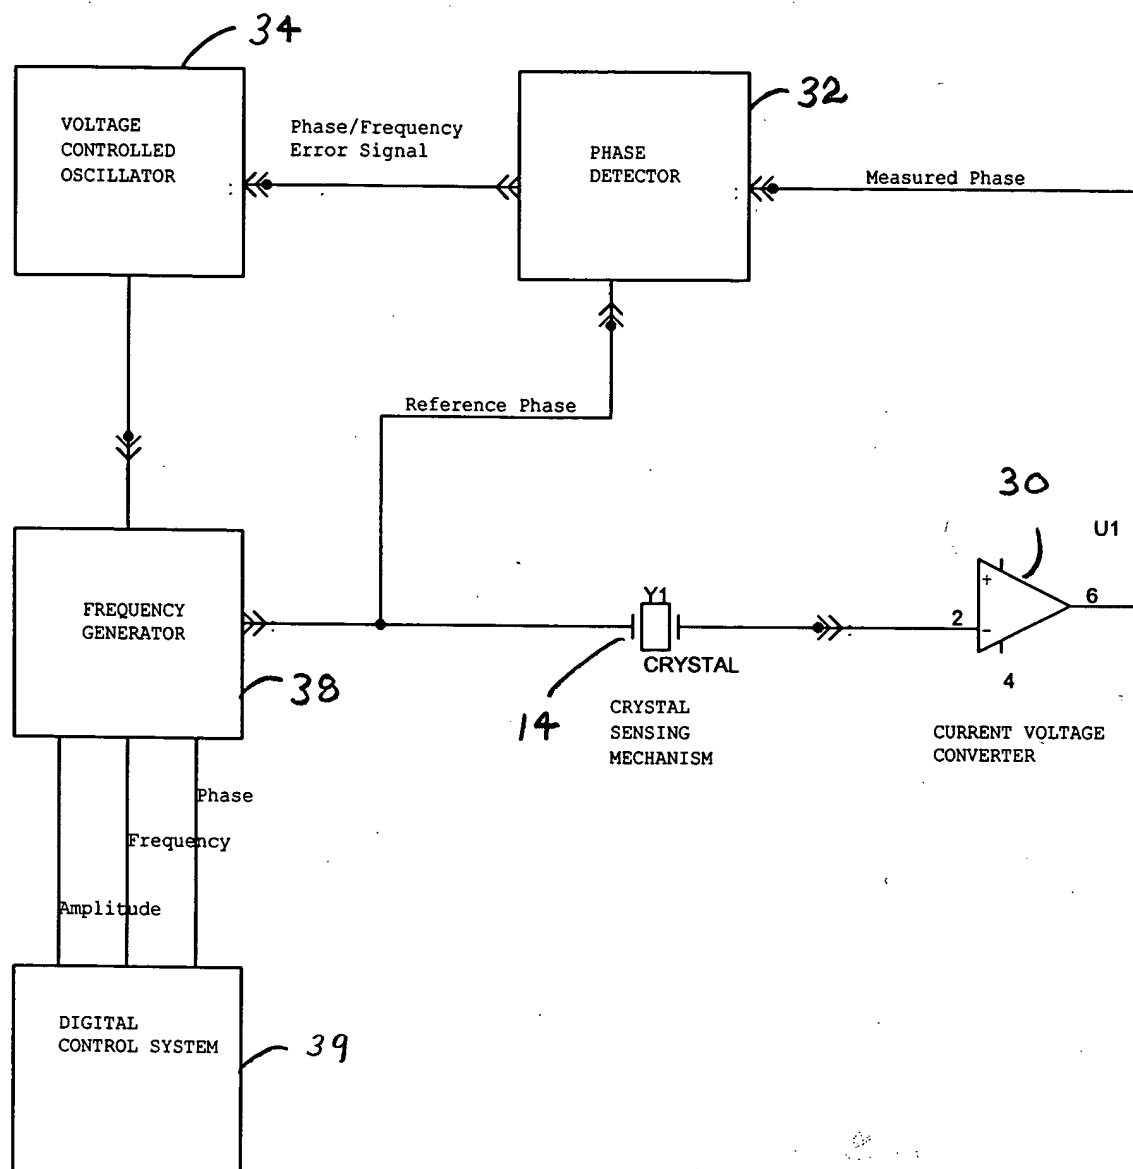 34
32
VOLTAGE
CONTROLLED
OSCILLATOR
Phase/Frequency
Error Signal
PHASE
DETECTOR
Measured Phase
Reference Phase
30
U1
FREQUENCY
GENERATOR
Y1
CRYSTAL
+
2
-
6
4
38
14
CRYSTAL
SENSING
MECHANISM
CURRENT VOLTAGE
CONVERTER
Phase
Frequency
Amplitude
DIGITAL
CONTROL SYSTEM
39